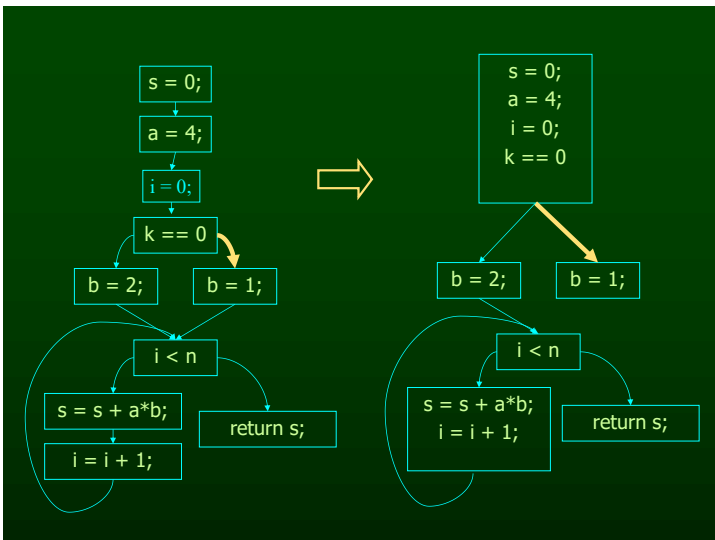 s = 0;
a = 4;
i = 0;
k == 0
b = 2;
b = 1;
i < n
s = s + a*b;
i = i + 1;
return s;
s = 0;
a = 4;
i = 0;
k == 0
b = 2;
b = 1;
i < n
s = s + a*b;
i = i + 1;
return s;